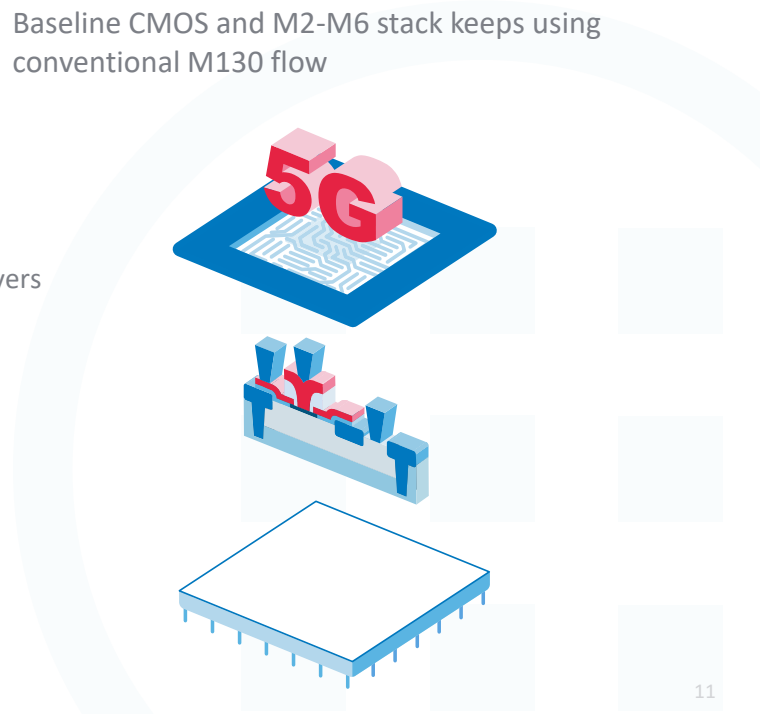 Baseline CMOS and M2-M6 stack keeps using
conventional M130 flow
5G
11